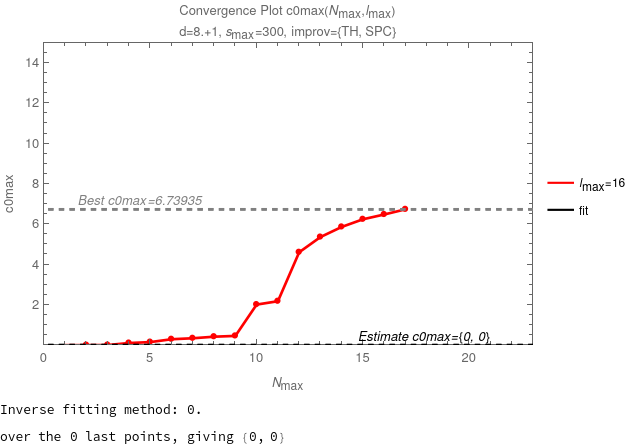 Convergence Plot c0max(Nmax,lmax)
d=8.+1, smax=300, improv={TH, SPC}
14
12
10
8
6
4
2
c0max
Best c0max=6.73935
Estimate c0max={0, 0}
0 5 10 15 20
Nmax
lmax=16
fit
Inverse fitting method: 0.
over the 0 last points, giving {0, 0}